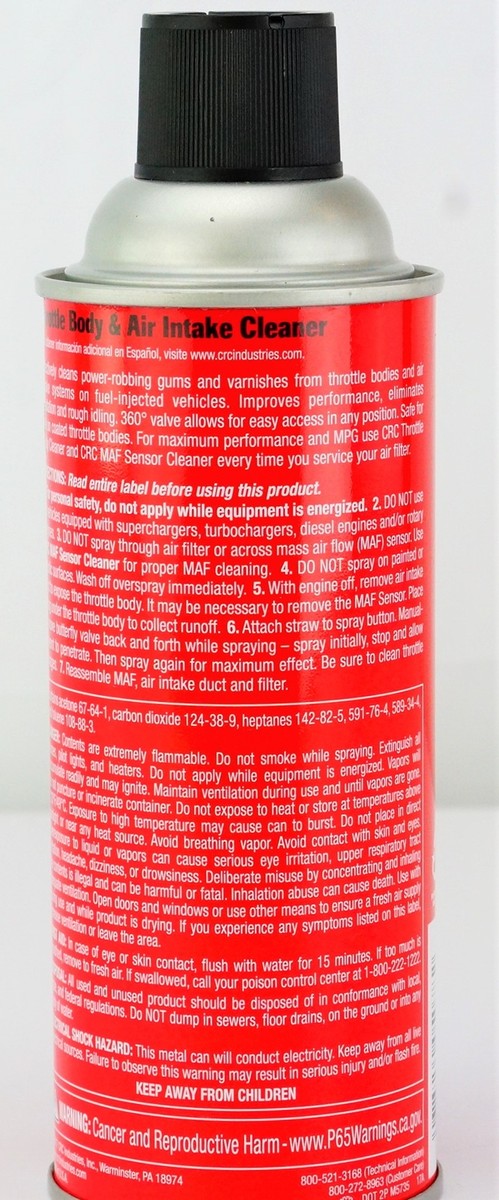 Body & Air Intake Cleaner
información adicional en Español, visite www.crcindustries.com.
cleans power-robbing gums and varnishes from throttle bodies and air
systems on fuel-injected vehicles. Improves performance, eliminates
and rough idling. 360° valve allows for easy access in any position. Safe for
coated throttle bodies. For maximum performance and MPG use CRC Throttle
Cleaner and CRC MAF Sensor Cleaner every time you service your air filter.
Read entire label before using this product.
personal safety, do not apply while equipment is energized. 2. DO NOT use
equipped with superchargers, turbochargers, diesel engines and/or rotary
3. DO NOT spray through air filter or across mass air flow (MAF) sensor. Use
MAF Sensor Cleaner for proper MAF cleaning. 4. DO NOT spray on painted or
surfaces. Wash off overspray immediately. 5. With engine off, remove air intake
expose the throttle body. It may be necessary to remove the MAF Sensor. Place
the throttle body to collect runoff. 6. Attach straw to spray button. Manual-
butterfly valve back and forth while spraying – spray initially, stop and allow
to penetrate. Then spray again for maximum effect. Be sure to clean throttle
7. Reassemble MAF, air intake duct and filter.
acetone 67-64-1, carbon dioxide 124-38-9, heptanes 142-82-5, 591-76-4, 589-34-4,
108-88-3.
Contents are extremely flammable. Do not smoke while spraying. Extinguish all
pilot lights, and heaters. Do not apply while equipment is energized. Vapors will
readily and may ignite. Maintain ventilation during use and until vapors are gone.
puncture or incinerate container. Do not expose to heat or store at temperatures above
Exposure to high temperature may cause can to burst. Do not place in direct
or near any heat source. Avoid breathing vapor. Avoid contact with skin and eyes.
to liquid or vapors can cause serious eye irritation, upper respiratory tract
headache, dizziness, or drowsiness. Deliberate misuse by concentrating and inhaling
is illegal and can be harmful or fatal. Inhalation abuse can cause death. Use with
ventilation. Open doors and windows or use other means to ensure a fresh air supply
use and while product is drying. If you experience any symptoms listed on this label,
ventilation or leave the area.
In case of eye or skin contact, flush with water for 15 minutes. If too much is
remove to fresh air. If swallowed, call your poison control center at 1-800-222-1222.
All used and unused product should be disposed of in conformance with local,
and federal regulations. Do NOT dump in sewers, floor drains, on the ground or into any
of water.
SHOCK HAZARD: This metal can will conduct electricity. Keep away from all live
sources. Failure to observe this warning may result in serious injury and/or flash fire.
KEEP AWAY FROM CHILDREN
WARNING: Cancer and Reproductive Harm - www.P65Warnings.ca.gov.
Industries, Inc., Warminster, PA 18974
800-521-3168 (Technical Information)
800-272-8963 (Customer Care)
DOT 2P M5735